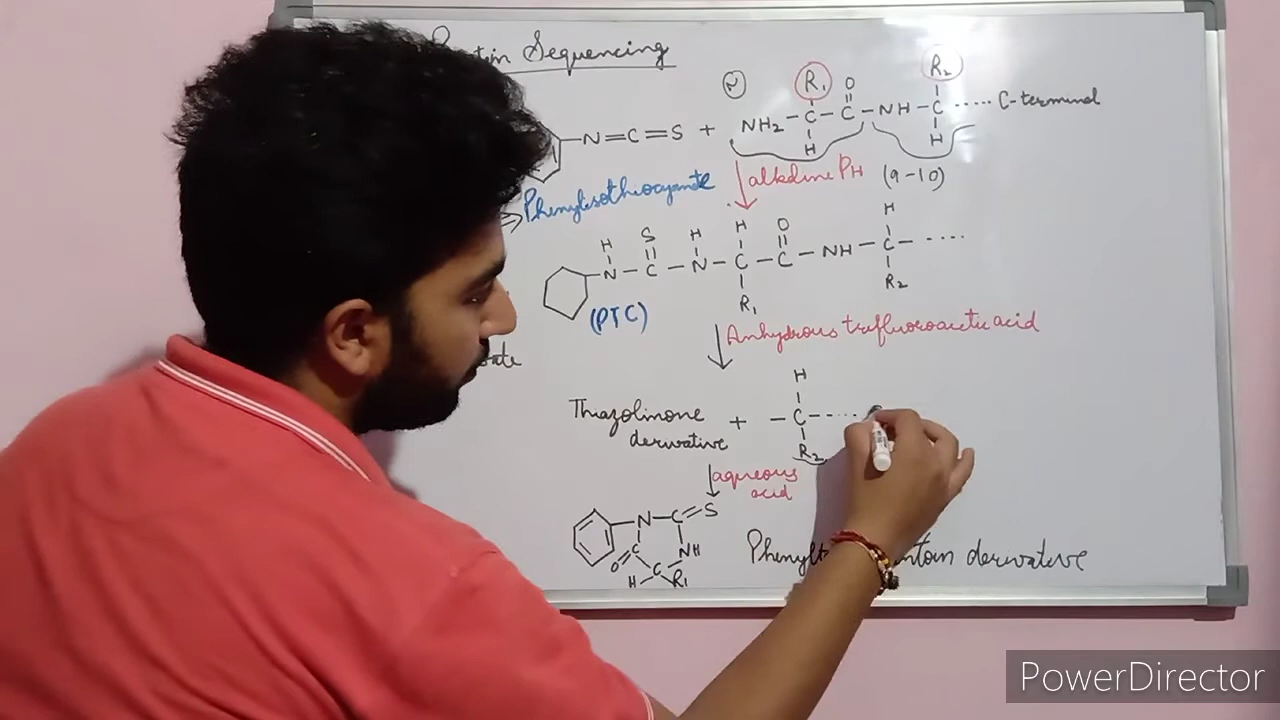 Protein Sequencing
N R1 O R2
N=C=S + NH2 - C - C - NH - C ..... C-terminal
H H
Phenylisothiocyanate
alkaline PH (9-10)
H S H H O H
N - C - N - C - C - NH - C - ....
R1 R2
(PTC)
Anhydrous trifluoroacetic acid
H
Thiazolinone + - C - ....
derivative R2
aqueous
acid
N - C = S
C NH
O C
H R1
derivative
PowerDirector